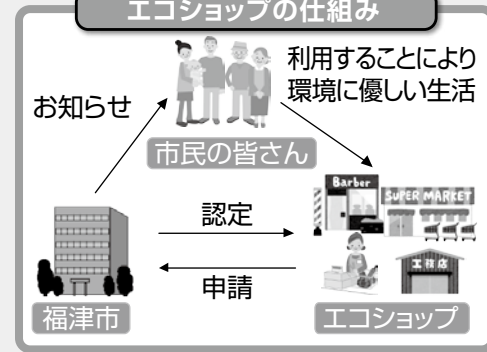 エコショップの仕組み
利用することにより
環境に優しい生活
お知らせ
市民の皆さん
Barber
SUPER MARKET
認定
工務店
申請
福津市
エコショップ